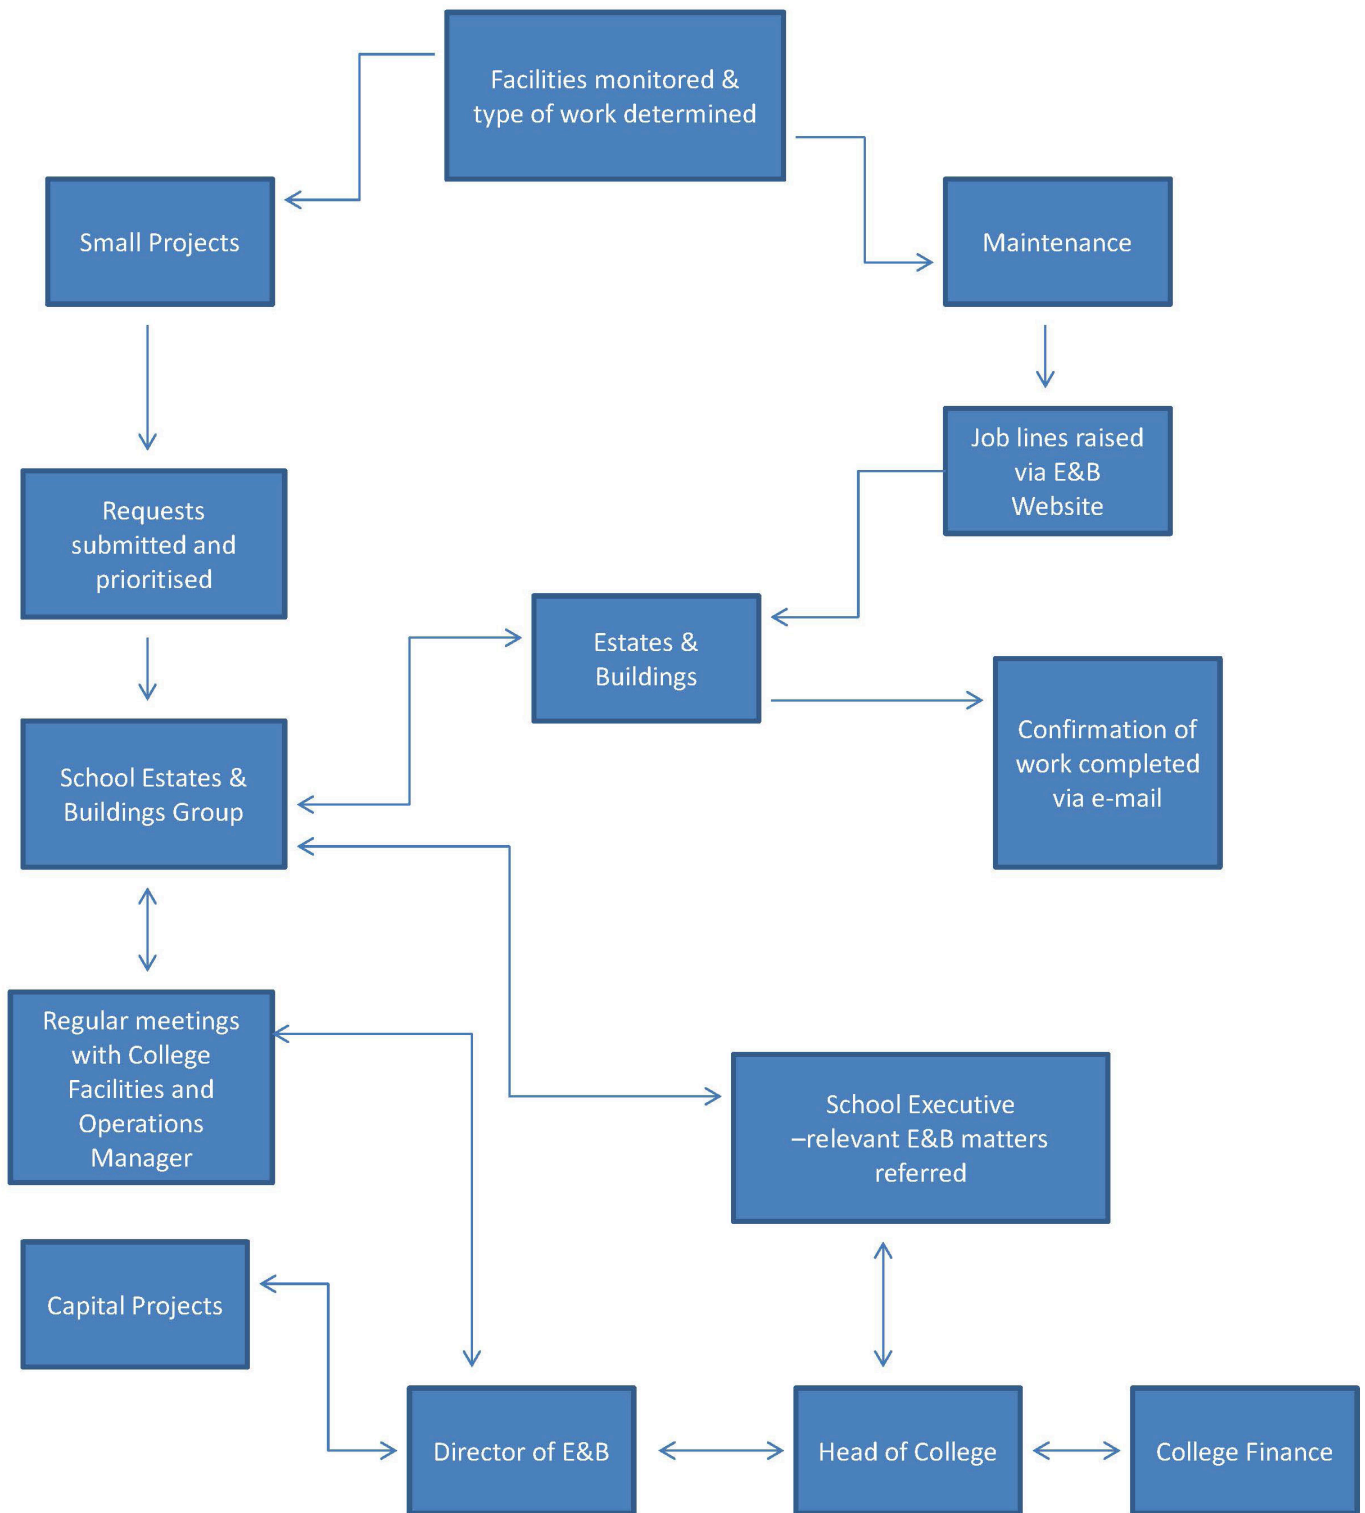 Facilities monitored &
type of work determined
Small Projects
Maintenance
Job lines raised
via E&B
Website
Requests
submitted and
prioritised
Estates &
Buildings
Confirmation of
work completed
via e-mail
School Estates &
Buildings Group
Regular meetings
with College
Facilities and
Operations
Manager
School Executive
–relevant E&B matters
referred
Capital Projects
Director of E&B
Head of College
College Finance